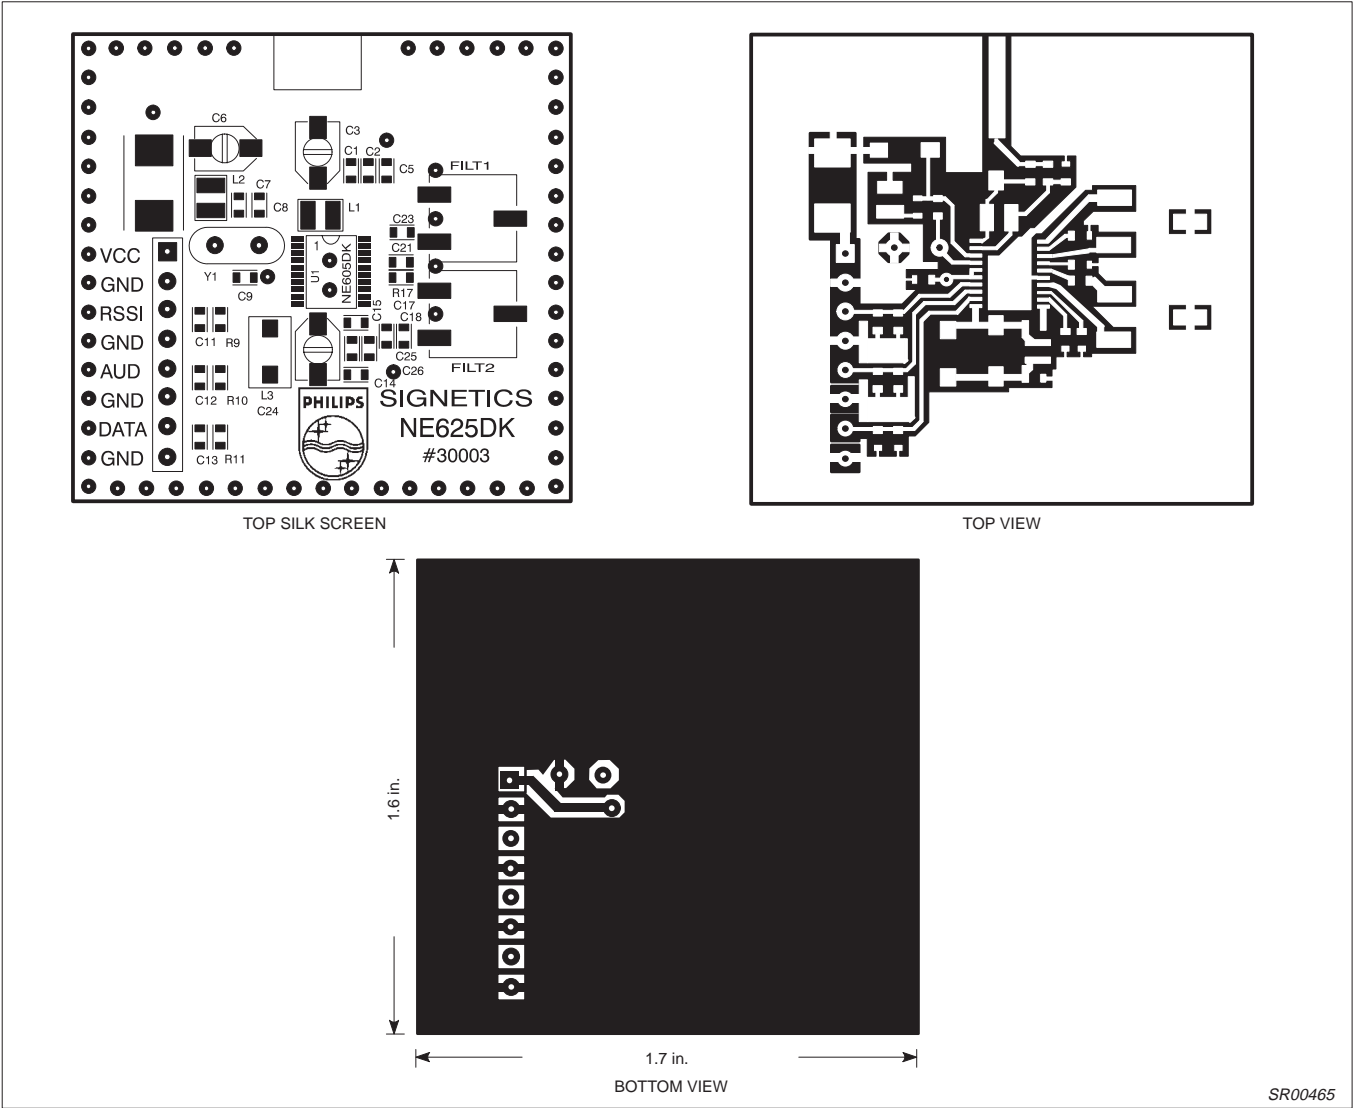 C6
C3
C1 C2
C5
FILT1
L2
C7
C8
L1
C23
C21
VCC
1
U1
NE605DK
Y1
GND
C9
R17
C17
C15
C18
RSSI
GND
C11 R9
C25
FILT2
AUD
C26
C14
GND
C12 R10
L3
C24
PHILIPS
SIGNETICS
NE625DK
#30003
DATA
GND
C13 R11
TOP SILK SCREEN
TOP VIEW
1.6 in.
1.7 in.
BOTTOM VIEW
SR00465